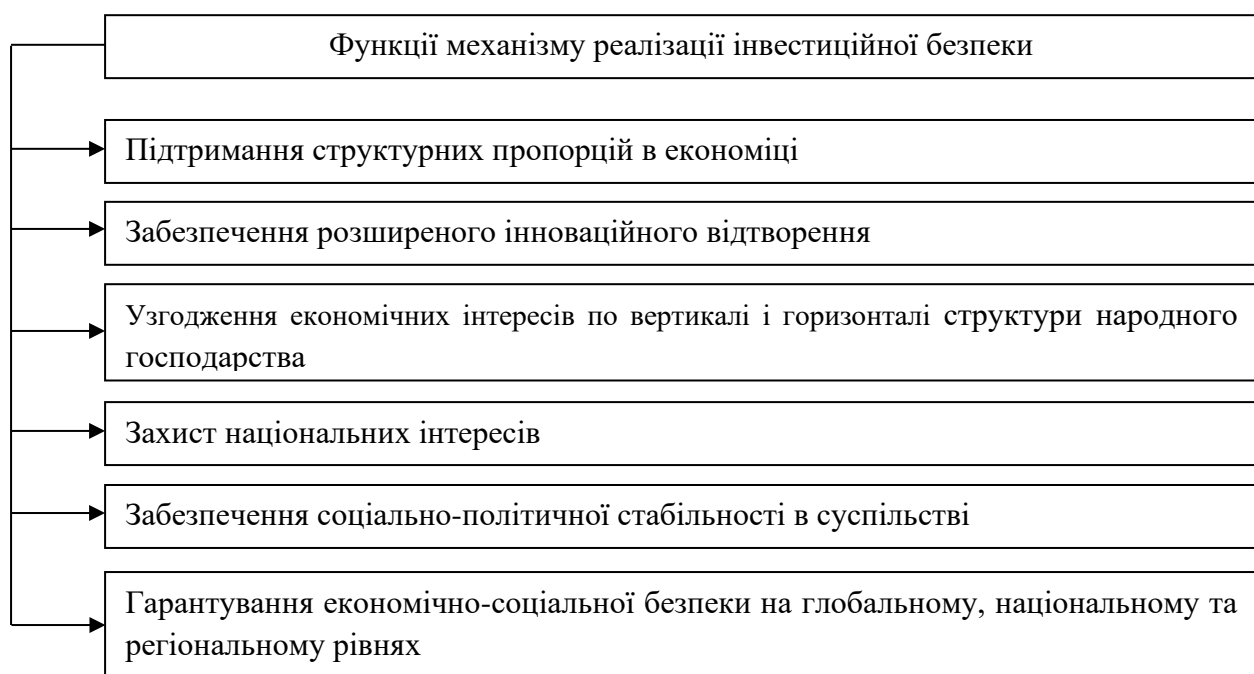 Функції механізму реалізації інвестиційної безпеки
Підтримання структурних пропорцій в економіці
Забезпечення розширеного інноваційного відтворення
Узгодження економічних інтересів по вертикалі і горизонталі структури народного
господарства
Захист національних інтересів
Забезпечення соціально-політичної стабільності в суспільстві
Гарантування економічно-соціальної безпеки на глобальному, національному та
регіональному рівнях